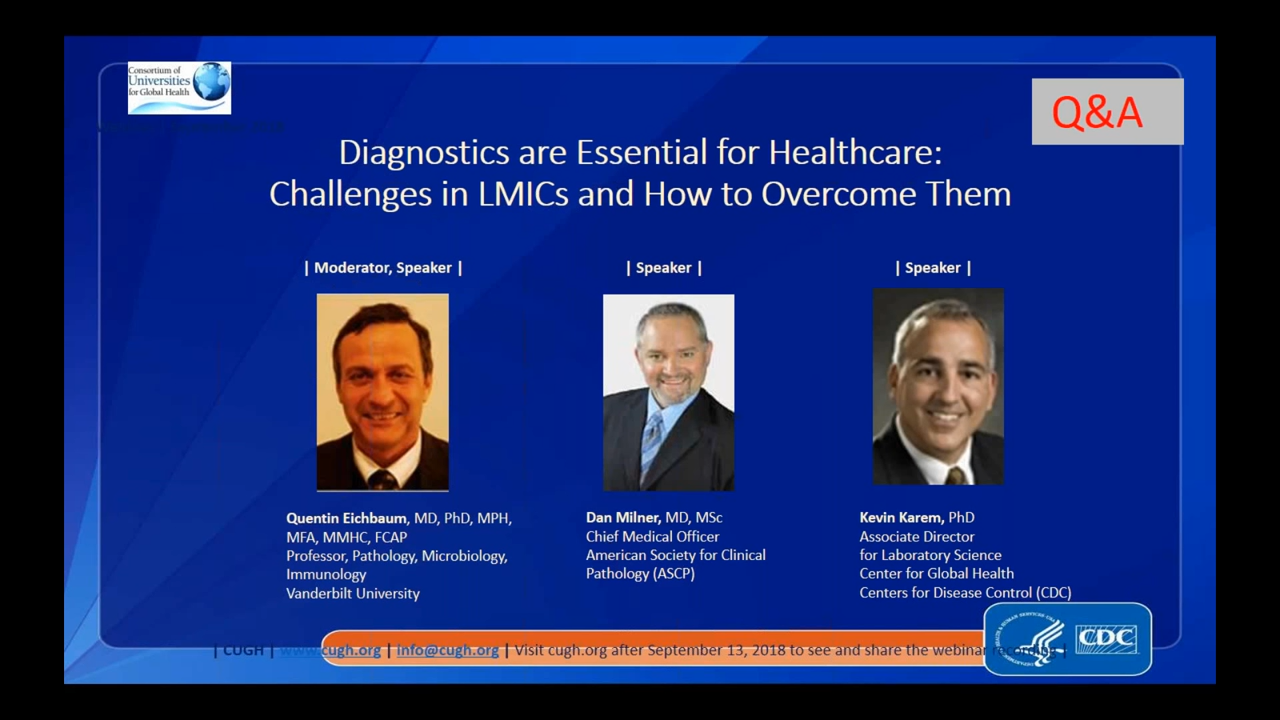 Consortium of
Universities
for Global Health
Q&A
Diagnostics are Essential for Healthcare:
Challenges in LMICs and How to Overcome Them
| Moderator, Speaker |
| Speaker |
| Speaker |
Quentin Eichbaum, MD, PhD, MPH,
MFA, MMHC, FCAP
Professor, Pathology, Microbiology,
Immunology
Vanderbilt University
Dan Milner, MD, MSc
Chief Medical Officer
American Society for Clinical
Pathology (ASCP)
Kevin Karem, PhD
Associate Director
for Laboratory Science
Center for Global Health
Centers for Disease Control (CDC)
| CUGH | www.cugh.org | info@cugh.org | Visit cugh.org after September 13, 2018 to see and share the webinar recording |
CDC